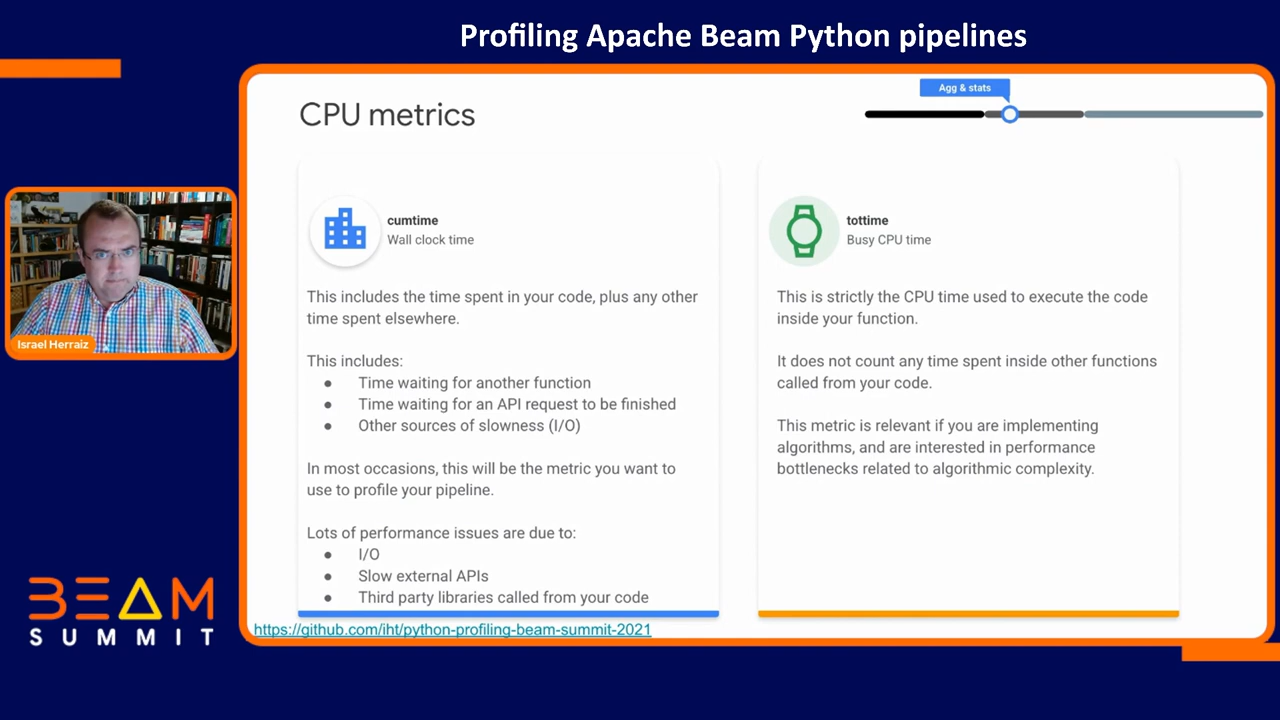 Profiling Apache Beam Python pipelines
Agg & stats
CPU metrics
cumtime
Wall clock time
This includes the time spent in your code, plus any other
time spent elsewhere.
This includes:
● Time waiting for another function
● Time waiting for an API request to be finished
● Other sources of slowness (I/O)
In most occasions, this will be the metric you want to
use to profile your pipeline.
Lots of performance issues are due to:
● I/O
● Slow external APIs
● Third party libraries called from your code
tottime
Busy CPU time
This is strictly the CPU time used to execute the code
inside your function.
It does not count any time spent inside other functions
called from your code.
This metric is relevant if you are implementing
algorithms, and are interested in performance
bottlenecks related to algorithmic complexity.
https://github.com/iht/python-profiling-beam-summit-2021
Israel Herraiz
BEAM
SUMMIT